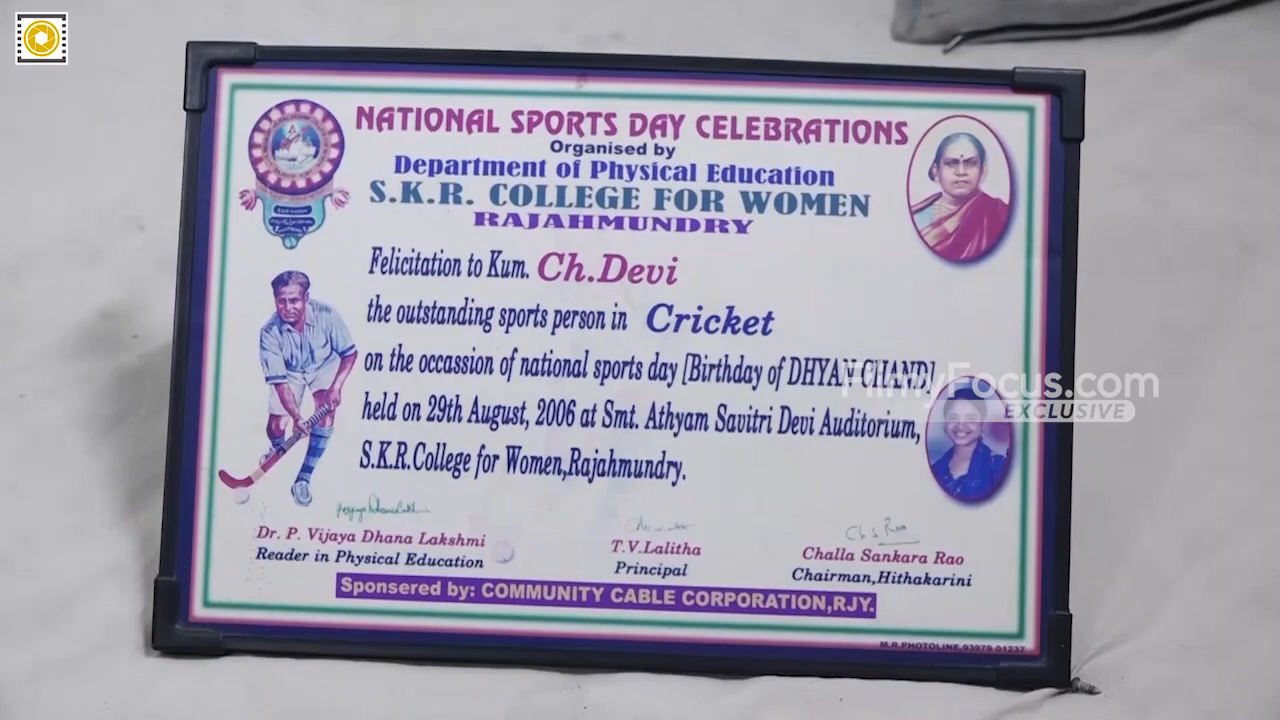 NATIONAL SPORTS DAY CELEBRATIONS
Organised by
Department of Physical Education
S.K.R. COLLEGE FOR WOMEN
RAJAHMUNDRY
Felicitation to Kum. Ch.Devi
the outstanding sports person in Cricket
on the occassion of national sports day [Birthday of DHYAN CHAND]
FilmyFocus.com
EXCLUSIVE
held on 29th August, 2006 at Smt. Athyam Savitri Devi Auditorium,
S.K.R.College for Women,Rajahmundry.
Ch S Rao
Dr. P. Vijaya Dhana Lakshmi
Reader in Physical Education
T.V.Lalitha
Principal
Challa Sankara Rao
Chairman,Hithakarini
Sponsered by: COMMUNITY CABLE CORPORATION,RJY.
M.R.PHOTOLINE,93979 01237